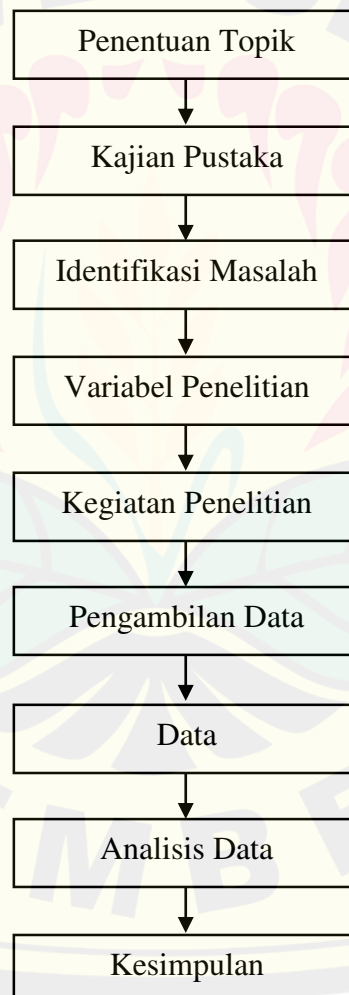 Penentuan Topik
Kajian Pustaka
Identifikasi Masalah
Variabel Penelitian
Kegiatan Penelitian
Pengambilan Data
Data
Analisis Data
Kesimpulan